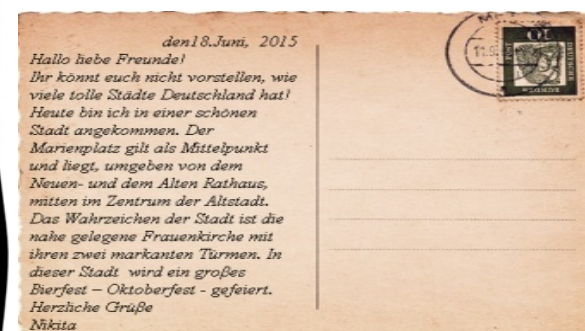 den18.Juni, 2015
Hallo liebe Freunde!
Ihr könnt euch nicht vorstellen, wie
viele tolle Städte Deutschland hat!
Heute bin ich in einer schönen
Stadt angekommen. Der
Marienplatz gilt als Mittelpunkt
und liegt, umgeben von dem
Neuen- und dem Alten Rathaus,
mitten im Zentrum der Altstadt.
Das Wahrzeichen der Stadt ist die
nahe gelegene Frauenkirche mit
ihren zwei markanten Türmen. In
dieser Stadt wird ein großes
Bierfest – Oktoberfest - gefeiert.
Herzliche Grüße
Nikita